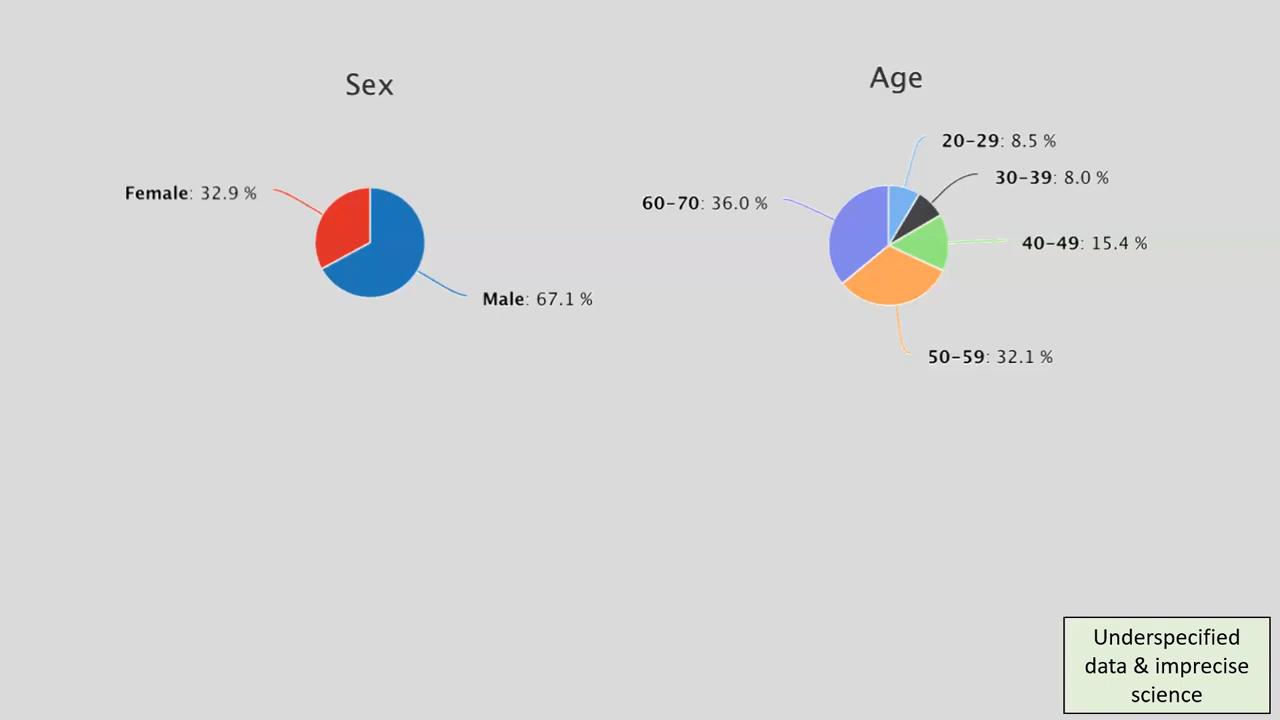 Sex
Female: 32.9 %
Male: 67.1 %
Age
20–29: 8.5 %
30–39: 8.0 %
60–70: 36.0 %
40–49: 15.4 %
50–59: 32.1 %
Underspecified
data & imprecise
science